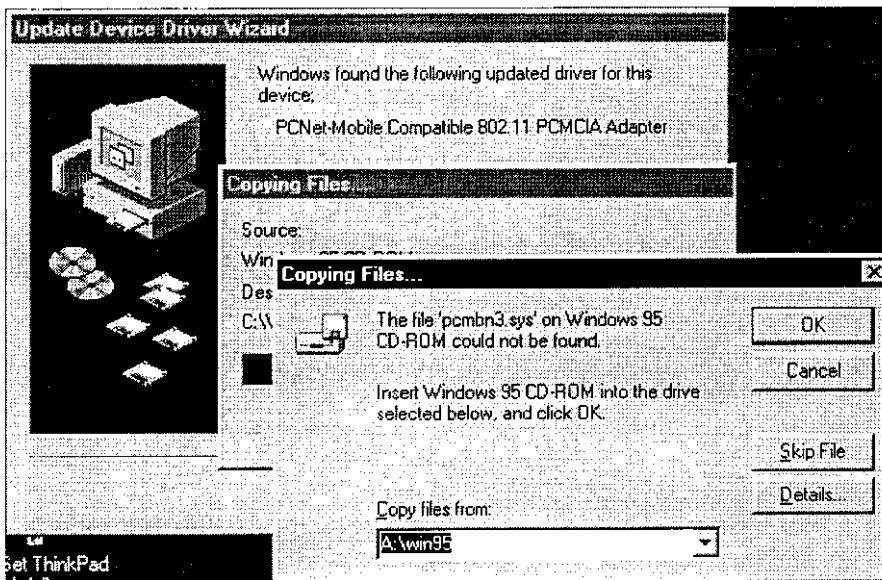 Update Device Driver Wizard
Windows found the following updated driver for this
device;
PCNet-Mobile Compatible 802.11 PCMCIA Adapter
Copying Files...
Source:
Copying Files...
The file 'pcmbn3.sys' on Windows 95
CD-ROM could not be found.
Insert Windows 95 CD-ROM into the drive
selected below, and click OK.
OK
Cancel
Skip File
Details...
Copy files from:
A:\win95
Set ThinkPad